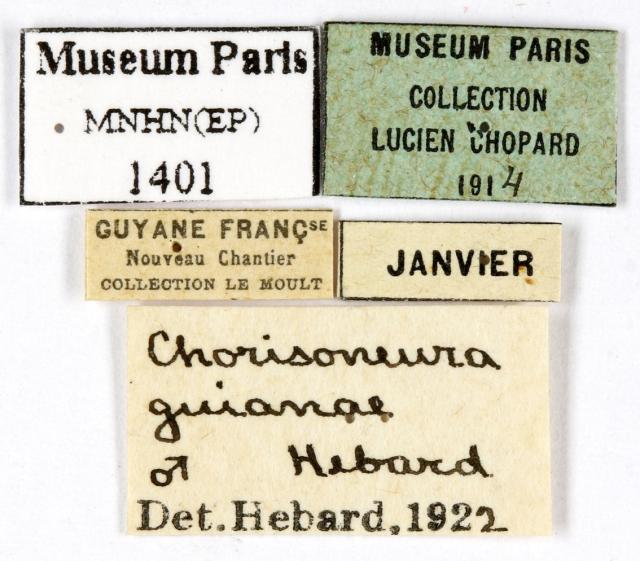 Museum Paris
MNHN(EP)
1401
MUSEUM PARIS
COLLECTION
LUCIEN CHOPARD
1914
GUYANE FRANÇSE
Nouveau Chantier
COLLECTION LE MOULT
JANVIER
Chorisoneura
guianae
♂ Hebard
Det. Hebard, 1922